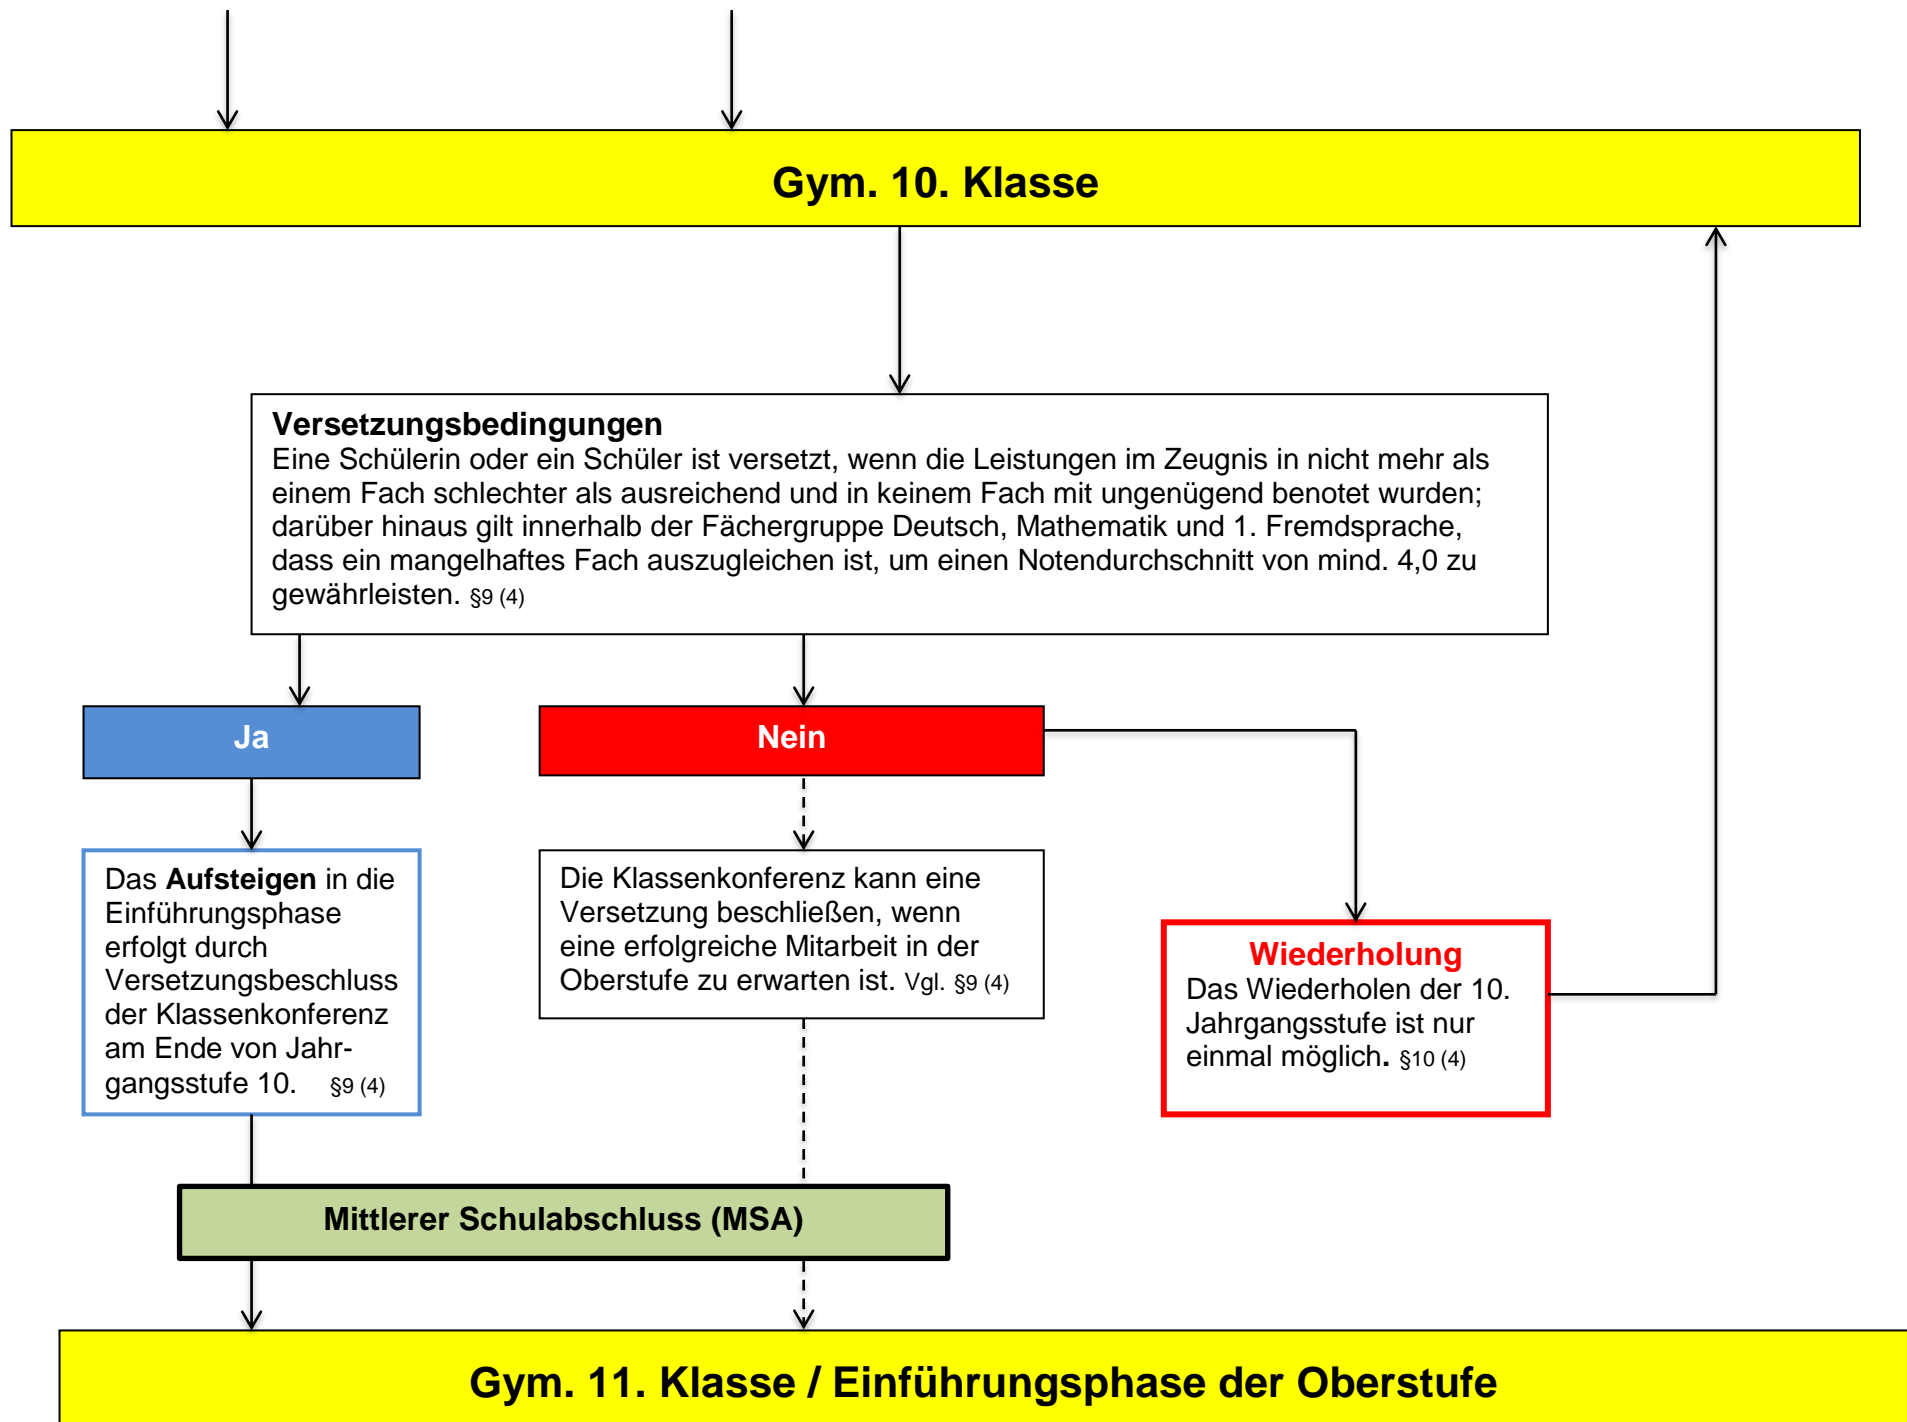 Gym. 10. Klasse
Versetzungsbedingungen
Eine Schülerin oder ein Schüler ist versetzt, wenn die Leistungen im Zeugnis in nicht mehr als
einem Fach schlechter als ausreichend und in keinem Fach mit ungenügend benotet wurden;
darüber hinaus gilt innerhalb der Fächergruppe Deutsch, Mathematik und 1. Fremdsprache,
dass ein mangelhaftes Fach auszugleichen ist, um einen Notendurchschnitt von mind. 4,0 zu
gewährleisten. §9 (4)
Ja
Nein
Das Aufsteigen in die
Einführungsphase
erfolgt durch
Versetzungsbeschluss
der Klassenkonferenz
am Ende von Jahr-
gangsstufe 10. §9 (4)
Die Klassenkonferenz kann eine
Versetzung beschließen, wenn
eine erfolgreiche Mitarbeit in der
Oberstufe zu erwarten ist. Vgl. §9 (4)
Wiederholung
Das Wiederholen der 10.
Jahrgangsstufe ist nur
einmal möglich. §10 (4)
Mittlerer Schulabschluss (MSA)
Gym. 11. Klasse / Einführungsphase der Oberstufe